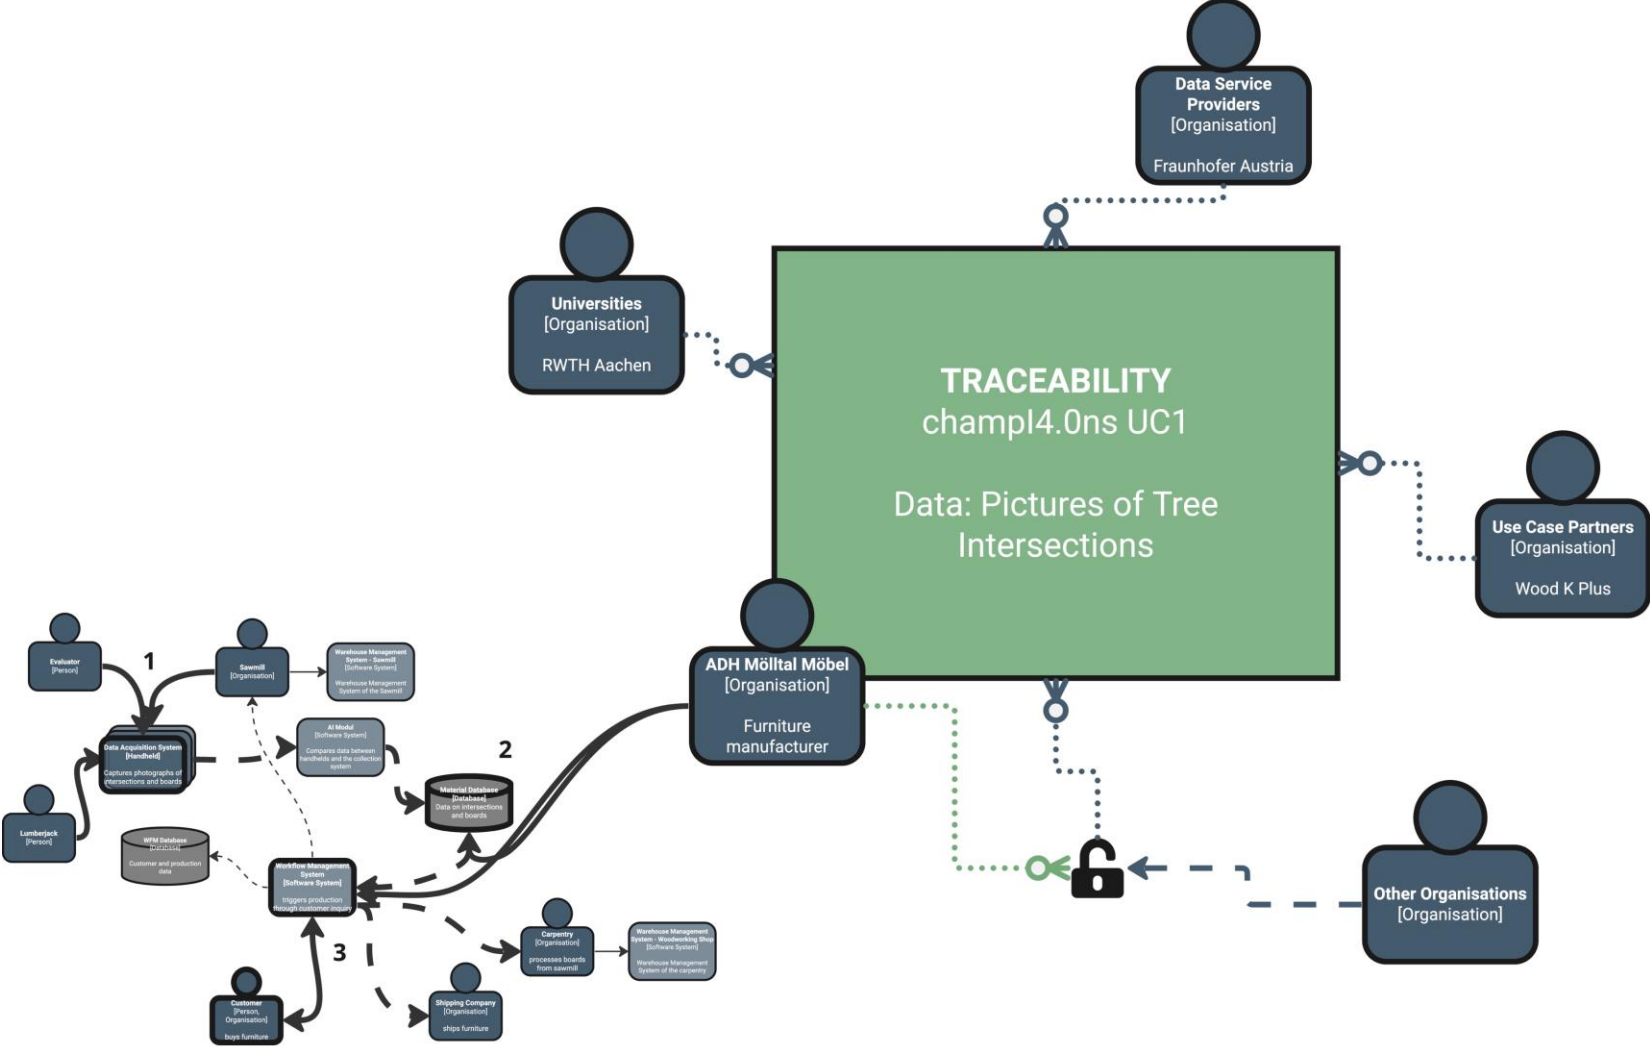 Data Service
Providers
[Organisation]
Fraunhofer Austria
Universities
[Organisation]
RWTH Aachen
TRACEABILITY
champI4.0ns UC1
Data: Pictures of Tree
Intersections
Use Case Partners
[Organisation]
Wood K Plus
ADH Mölltal Möbel
[Organisation]
Furniture
manufacturer
Other Organisations
[Organisation]
1
Evaluator
[Person]
Sawmill
[Organisation]
Warehouse Management
System - Sawmill
[Software System]
Warehouse Management
System of the Sawmill
Data Acquisition System
[Handheld]
Captures photographs of
intersections and boards
AI Modul
[Software System]
Compares data between
handhelds and the collection
system
2
Material Database
[Database]
Data on intersections
and boards
Lumberjack
[Person]
WFM Database
[Database]
Customer and production
data
Workflow Management
System
[Software System]
triggers production
through customer inquiry
3
Carpentry
[Organisation]
processes boards
from sawmill
Warehouse Management
System - Woodworking Shop
[Software System]
Warehouse Management
System of the carpentry
Customer
[Person,
Organisation]
buys furniture
Shipping Company
[Organisation]
ships furniture